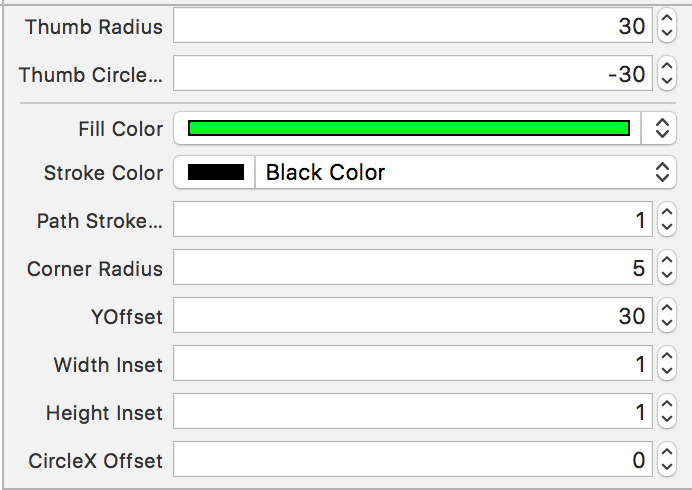 Thumb Radius 30
Thumb Circle... -30
Fill Color
Stroke Color Black Color
Path Stroke... 1
Corner Radius 5
YOffset 30
Width Inset 1
Height Inset 1
CircleX Offset 0